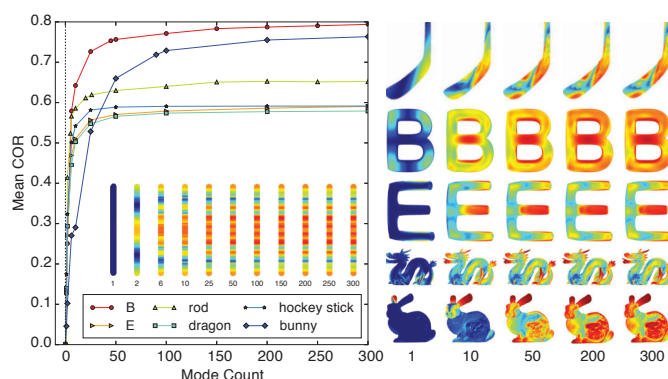 0.8
0.7
0.6
0.5
0.4
0.3
0.2
0.1
0.0
Mean COR
1 2 6 10 25 50 100 150 200 250 300
B rod hockey stick
E dragon bunny
0 50 100 150 200 250 300
Mode Count
1 10 50 200 300